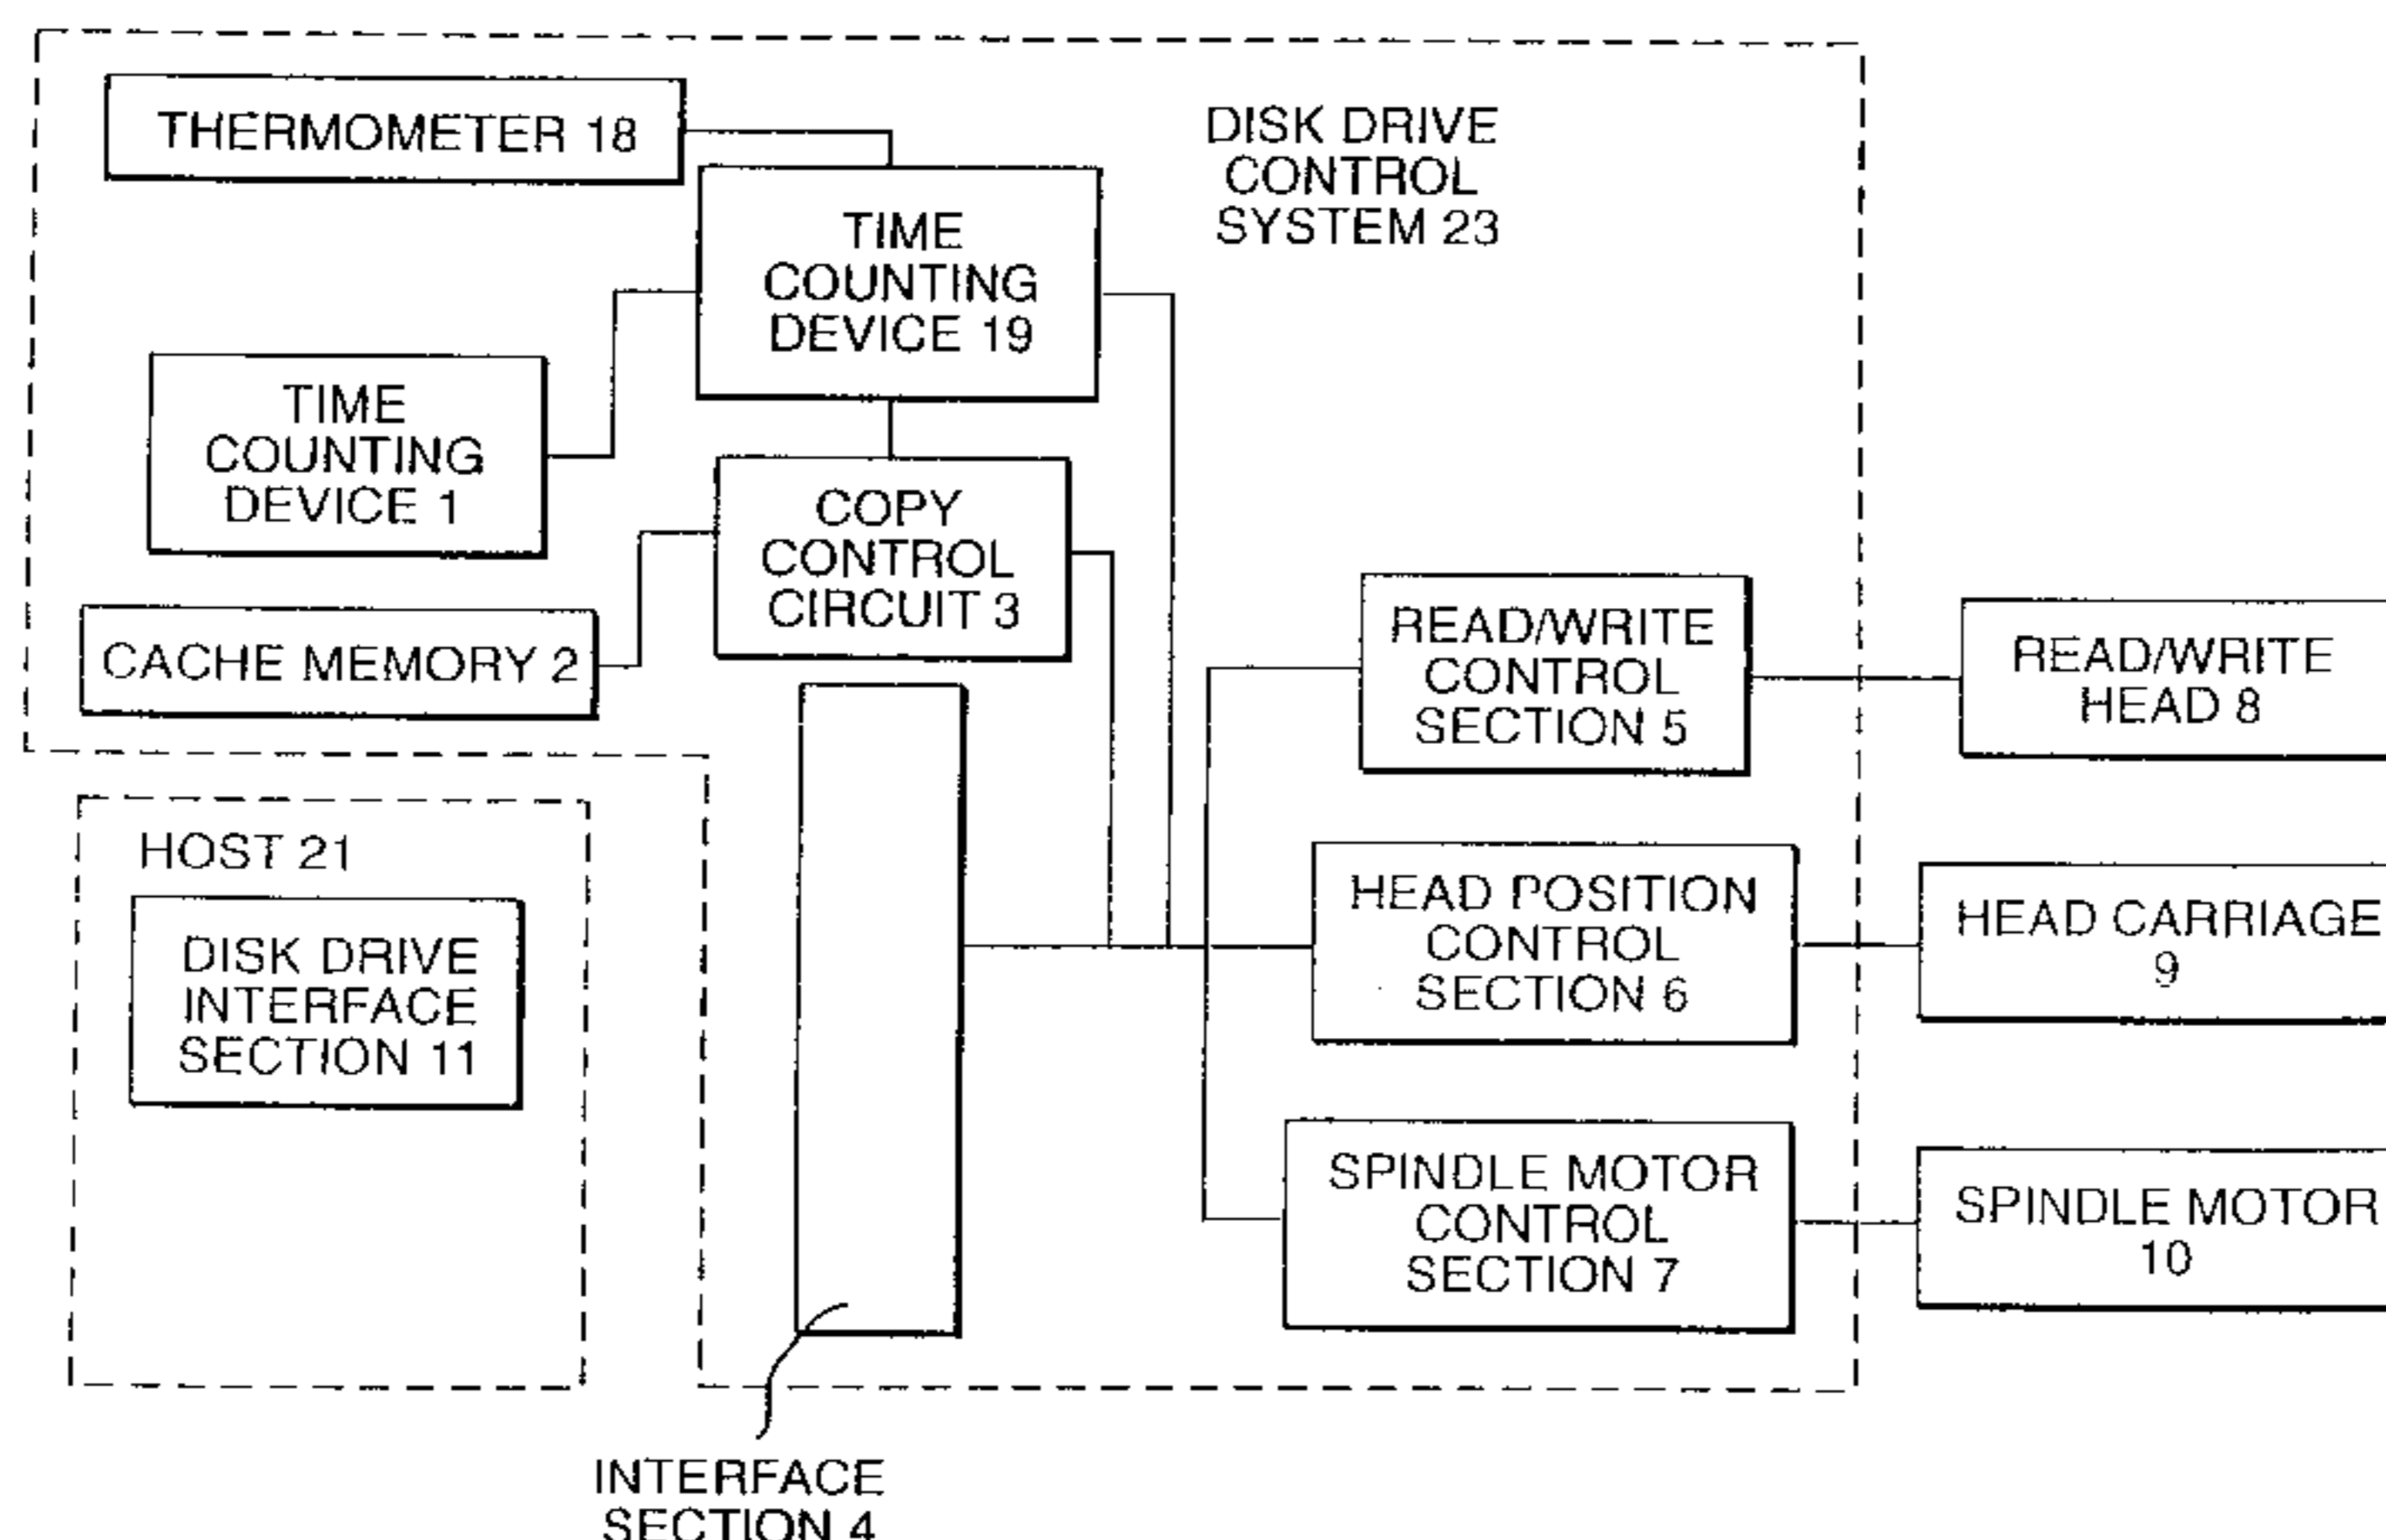 THERMOMETER 18
DISK DRIVE
CONTROL
SYSTEM 23
TIME
COUNTING
DEVICE 19
TIME
COUNTING
DEVICE 1
COPY
CONTROL
CIRCUIT 3
CACHE MEMORY 2
READ/WRITE
CONTROL
SECTION 5
READ/WRITE
HEAD 8
HOST 21
DISK DRIVE
INTERFACE
SECTION 11
HEAD POSITION
CONTROL
SECTION 6
HEAD CARRIAGE
9
SPINDLE MOTOR
CONTROL
SECTION 7
SPINDLE MOTOR
10
INTERFACE
SECTION 4